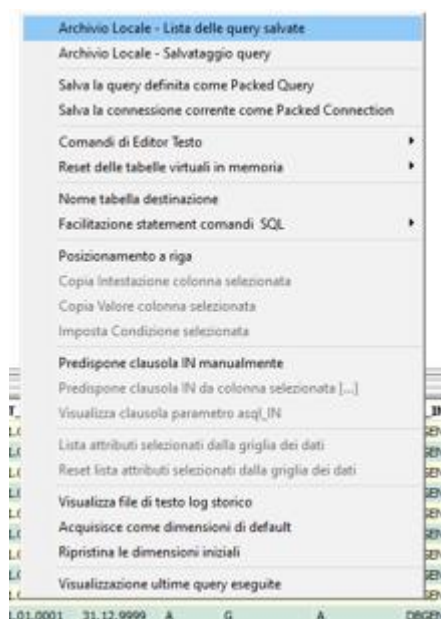 Archivio Locale - Lista delle query salvate
Archivio Locale - Salvataggio query
Salva la query definita come Packed Query
Salva la connessione corrente come Packed Connection
Comandi di Editor Testo
Reset delle tabelle virtuali in memoria
Nome tabella destinazione
Facilitazione statement comandi SQL
Posizionamento a riga
Copia Intestazione colonna selezionata
Copia Valore colonna selezionata
Imposta Condizione selezionata
Predispone clausola IN manualmente
Predispone clausola IN da colonna selezionata [...]
Visualizza clausola parametro asql_IN
Lista attributi selezionati dalla griglia dei dati
Reset lista attributi selezionati dalla griglia dei dati
Visualizza file di testo log storico
Acquisisce come dimensioni di default
Ripristina le dimensioni iniziali
Visualizzazione ultime query eseguite
.01.0001 31.12.9999 A G A DBGEN